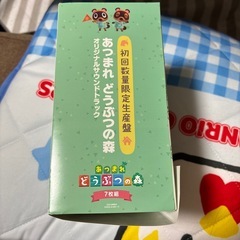 初回数量限定生産盤
あつまれ どうぶつの森
オリジナルサウンドトラック
あつまれ
どうぶつの森
7枚組